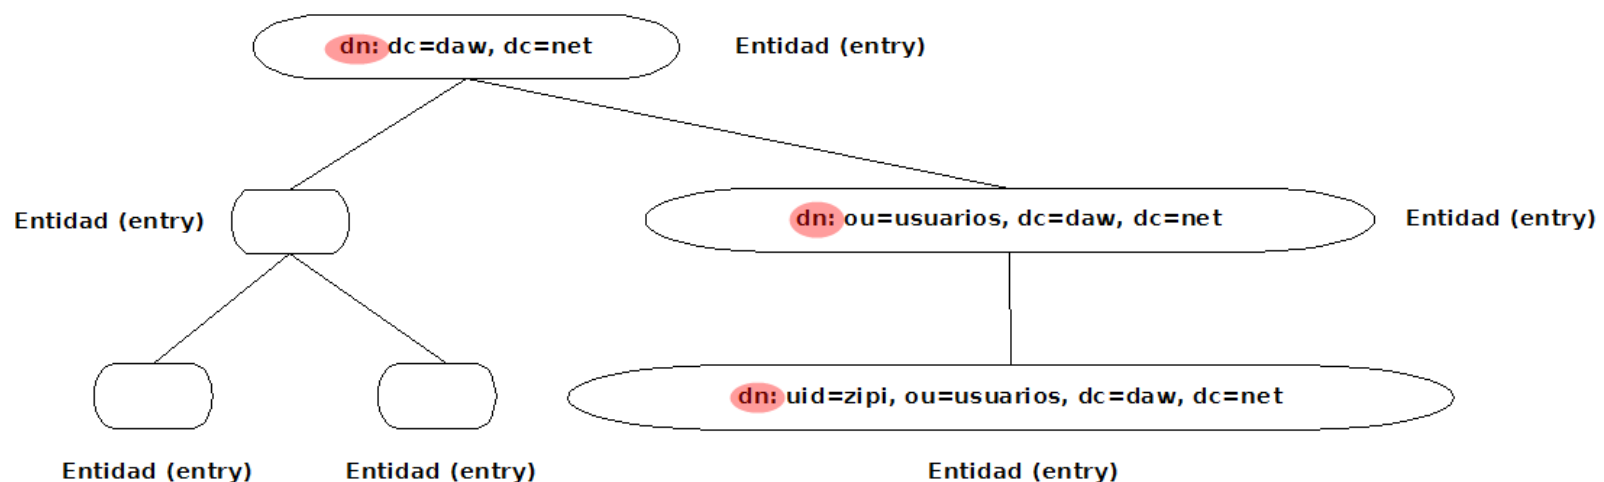 dn: dc=daw, dc=net
Entidad (entry)
Entidad (entry)
dn: ou=usuarios, dc=daw, dc=net
Entidad (entry)
dn: uid=zipi, ou=usuarios, dc=daw, dc=net
Entidad (entry)
Entidad (entry)
Entidad (entry)